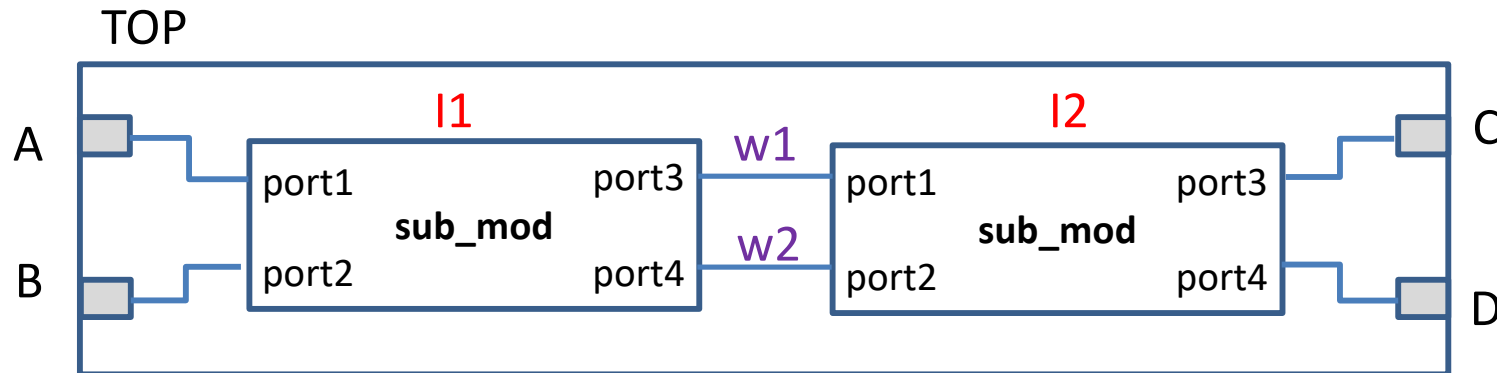 TOP
A
B
I1
port1
port2
port3
port4
sub_mod
w1
w2
I2
port1
port2
port3
port4
sub_mod
C
D